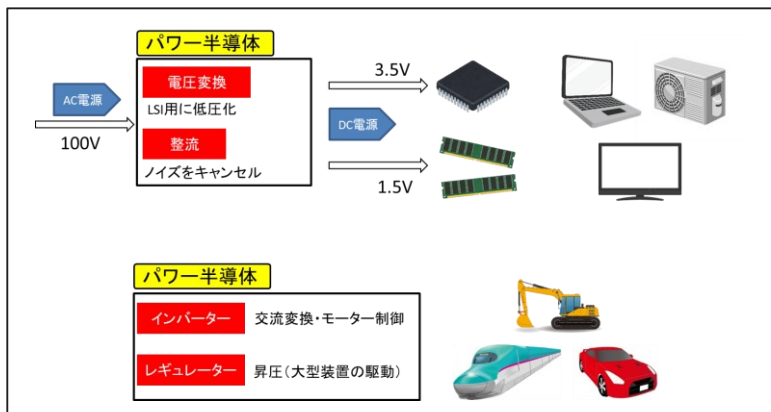 パワー半導体
電圧変換
LSI用に低圧化
整流
ノイズをキャンセル
AC電源
100V
3.5V
DC電源
1.5V
パワー半導体
インバーター 交流変換・モーター制御
レギュレーター 昇圧(大型装置の駆動)